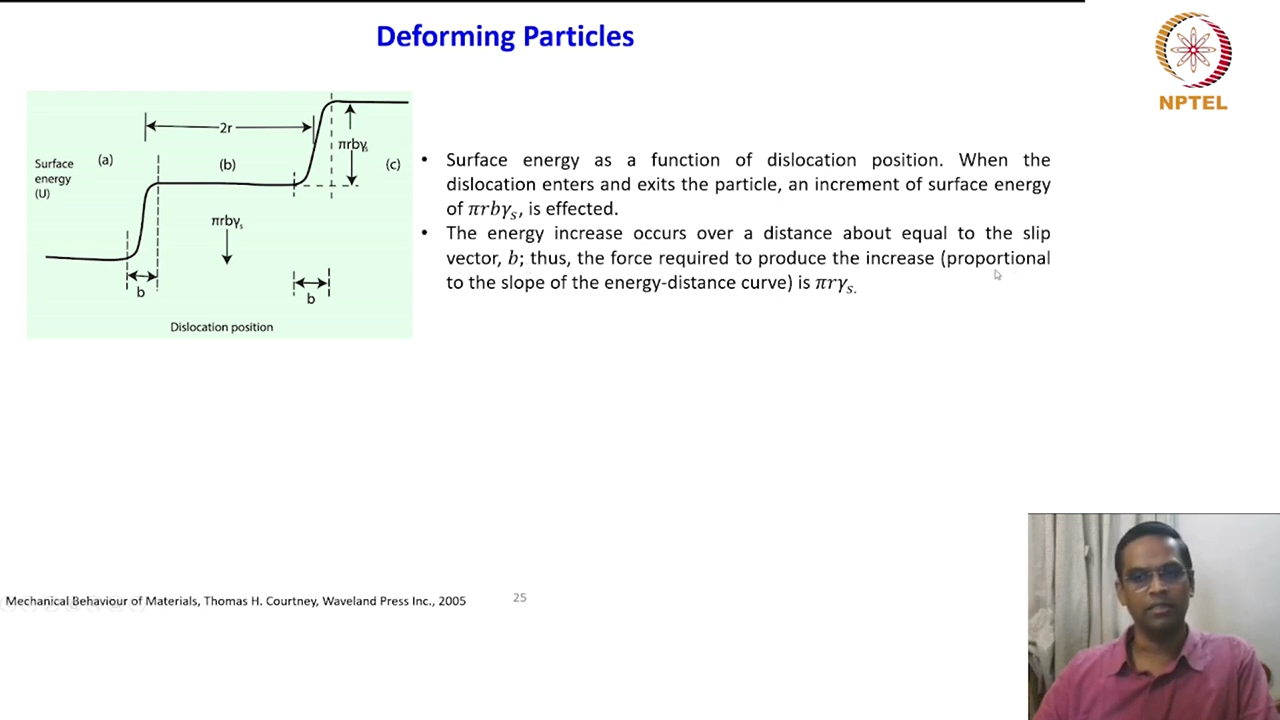 Deforming Particles
NPTEL
2r
πrbγs
Surface
energy
(U)
(a)
(b)
(c)
πrbγs
b
b
Dislocation position
• Surface energy as a function of dislocation position. When the
dislocation enters and exits the particle, an increment of surface energy
of πrbγs, is effected.
• The energy increase occurs over a distance about equal to the slip
vector, b; thus, the force required to produce the increase (proportional
to the slope of the energy-distance curve) is πrγs.
Mechanical Behaviour of Materials, Thomas H. Courtney, Waveland Press Inc., 2005
25